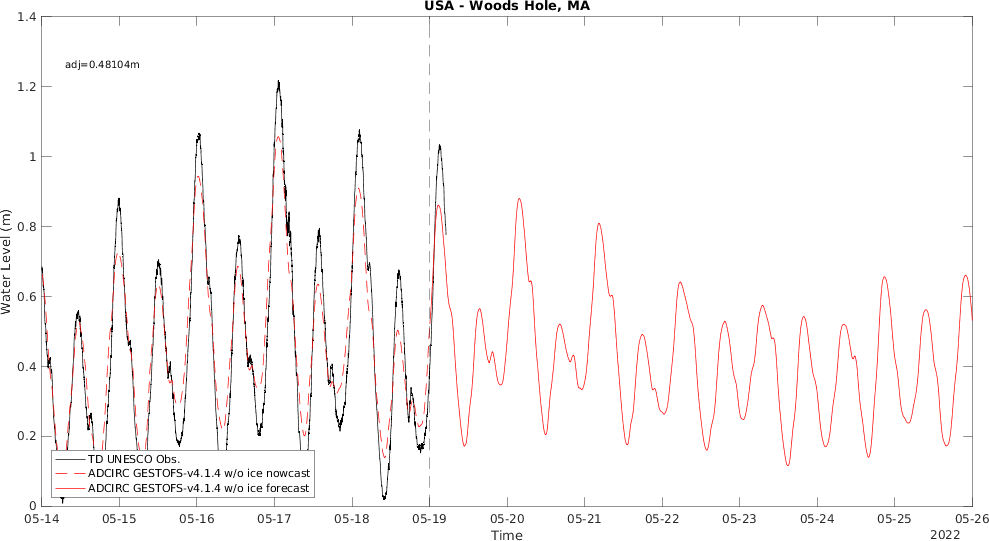 USA - Woods Hole, MA
1.4
adj=0.48104m
1.2
1
0.8
0.6
0.4
0.2
0
Water Level (m)
TD UNESCO Obs.
ADCIRC GESTOFS-v4.1.4 w/o ice nowcast
ADCIRC GESTOFS-v4.1.4 w/o ice forecast
05-14 05-15 05-16 05-17 05-18 05-19 05-20 05-21 05-22 05-23 05-24 05-25 05-26
Time
2022